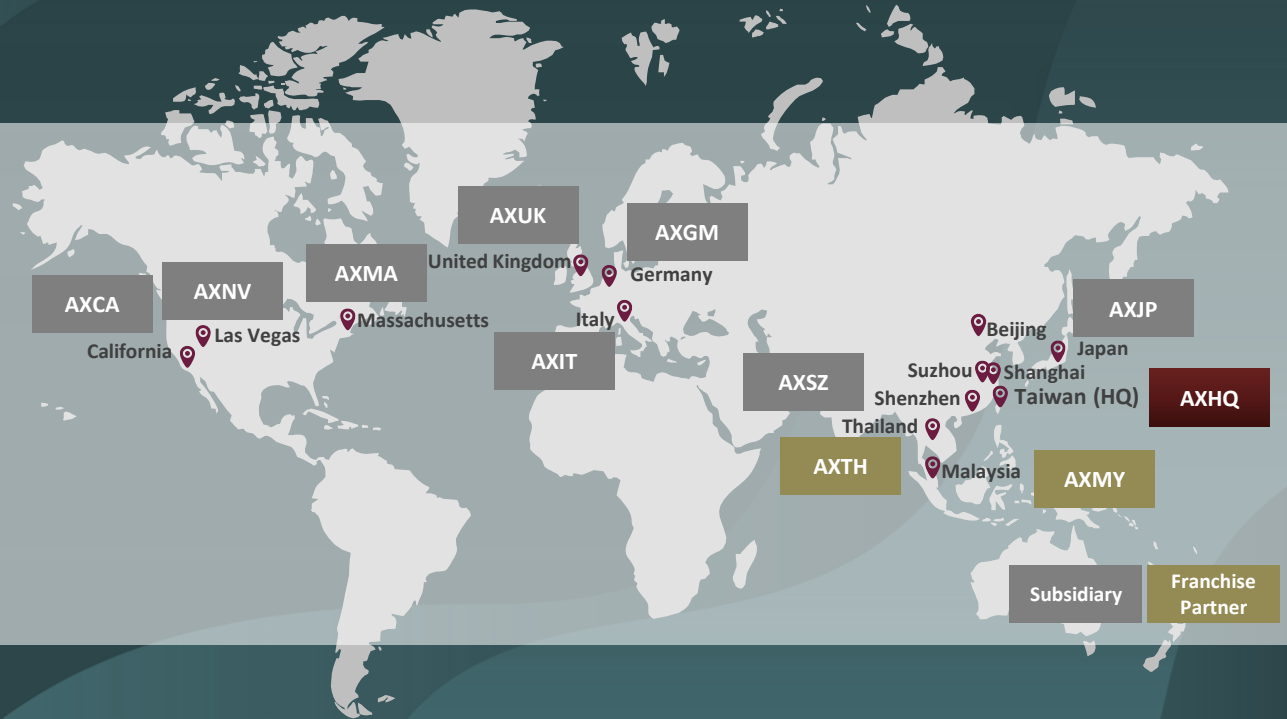 AXUK
AXGM
United Kingdom
Germany
AXMA
AXNV
AXCA
Massachusetts
Las Vegas
California
Italy
AXIT
AXJP
Beijing
Japan
AXSZ
Suzhou
Shanghai
Shenzhen
Taiwan (HQ)
AXHQ
Thailand
AXTH
Malaysia
AXMY
Subsidiary
Franchise
Partner